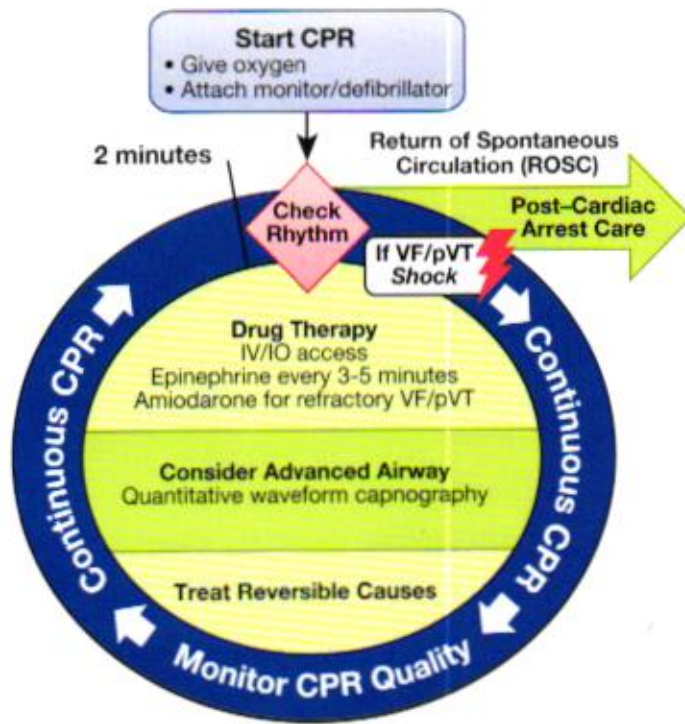 Start CPR
• Give oxygen
• Attach monitor/defibrillator
2 minutes
Return of Spontaneous
Circulation (ROSC)
Check
Rhythm
Post–Cardiac
Arrest Care
If VF/pVT
Shock
Drug Therapy
IV/IO access
Epinephrine every 3-5 minutes
Amiodarone for refractory VF/pVT
Consider Advanced Airway
Quantitative waveform capnography
Treat Reversible Causes
Continuous CPR
Continuous CPR
Monitor CPR Quality